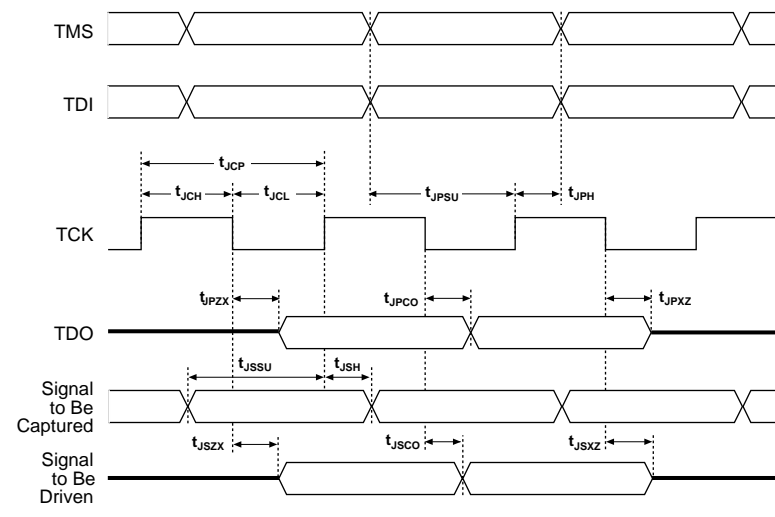 TMS
TDI
tJCP
tJCH
tJCL
tJPSU
tJPH
TCK
tJPZX
tJPCO
tJPXZ
TDO
tJSSU
tJSH
Signal
to Be
Captured
tJSZX
tJSCO
tJSXZ
Signal
to Be
Driven